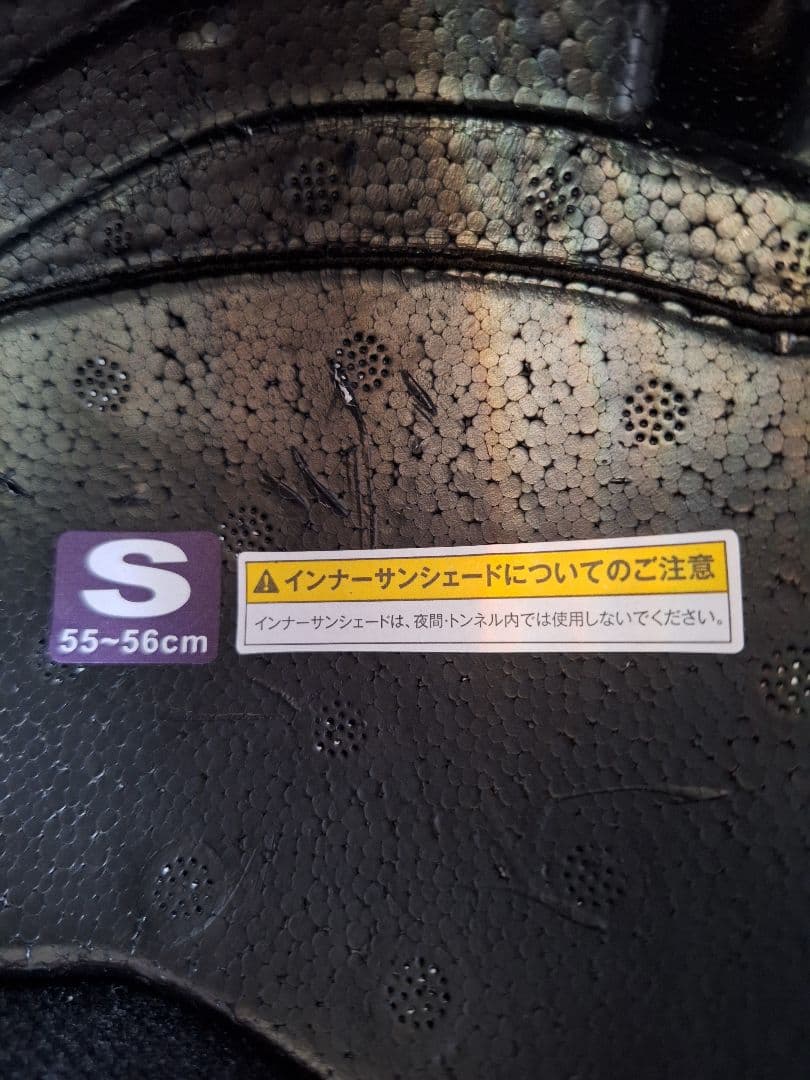 S
55~56cm
インナーサンシェードについてのご注意
インナーサンシェードは、夜間・トンネル内では使用しないでください。